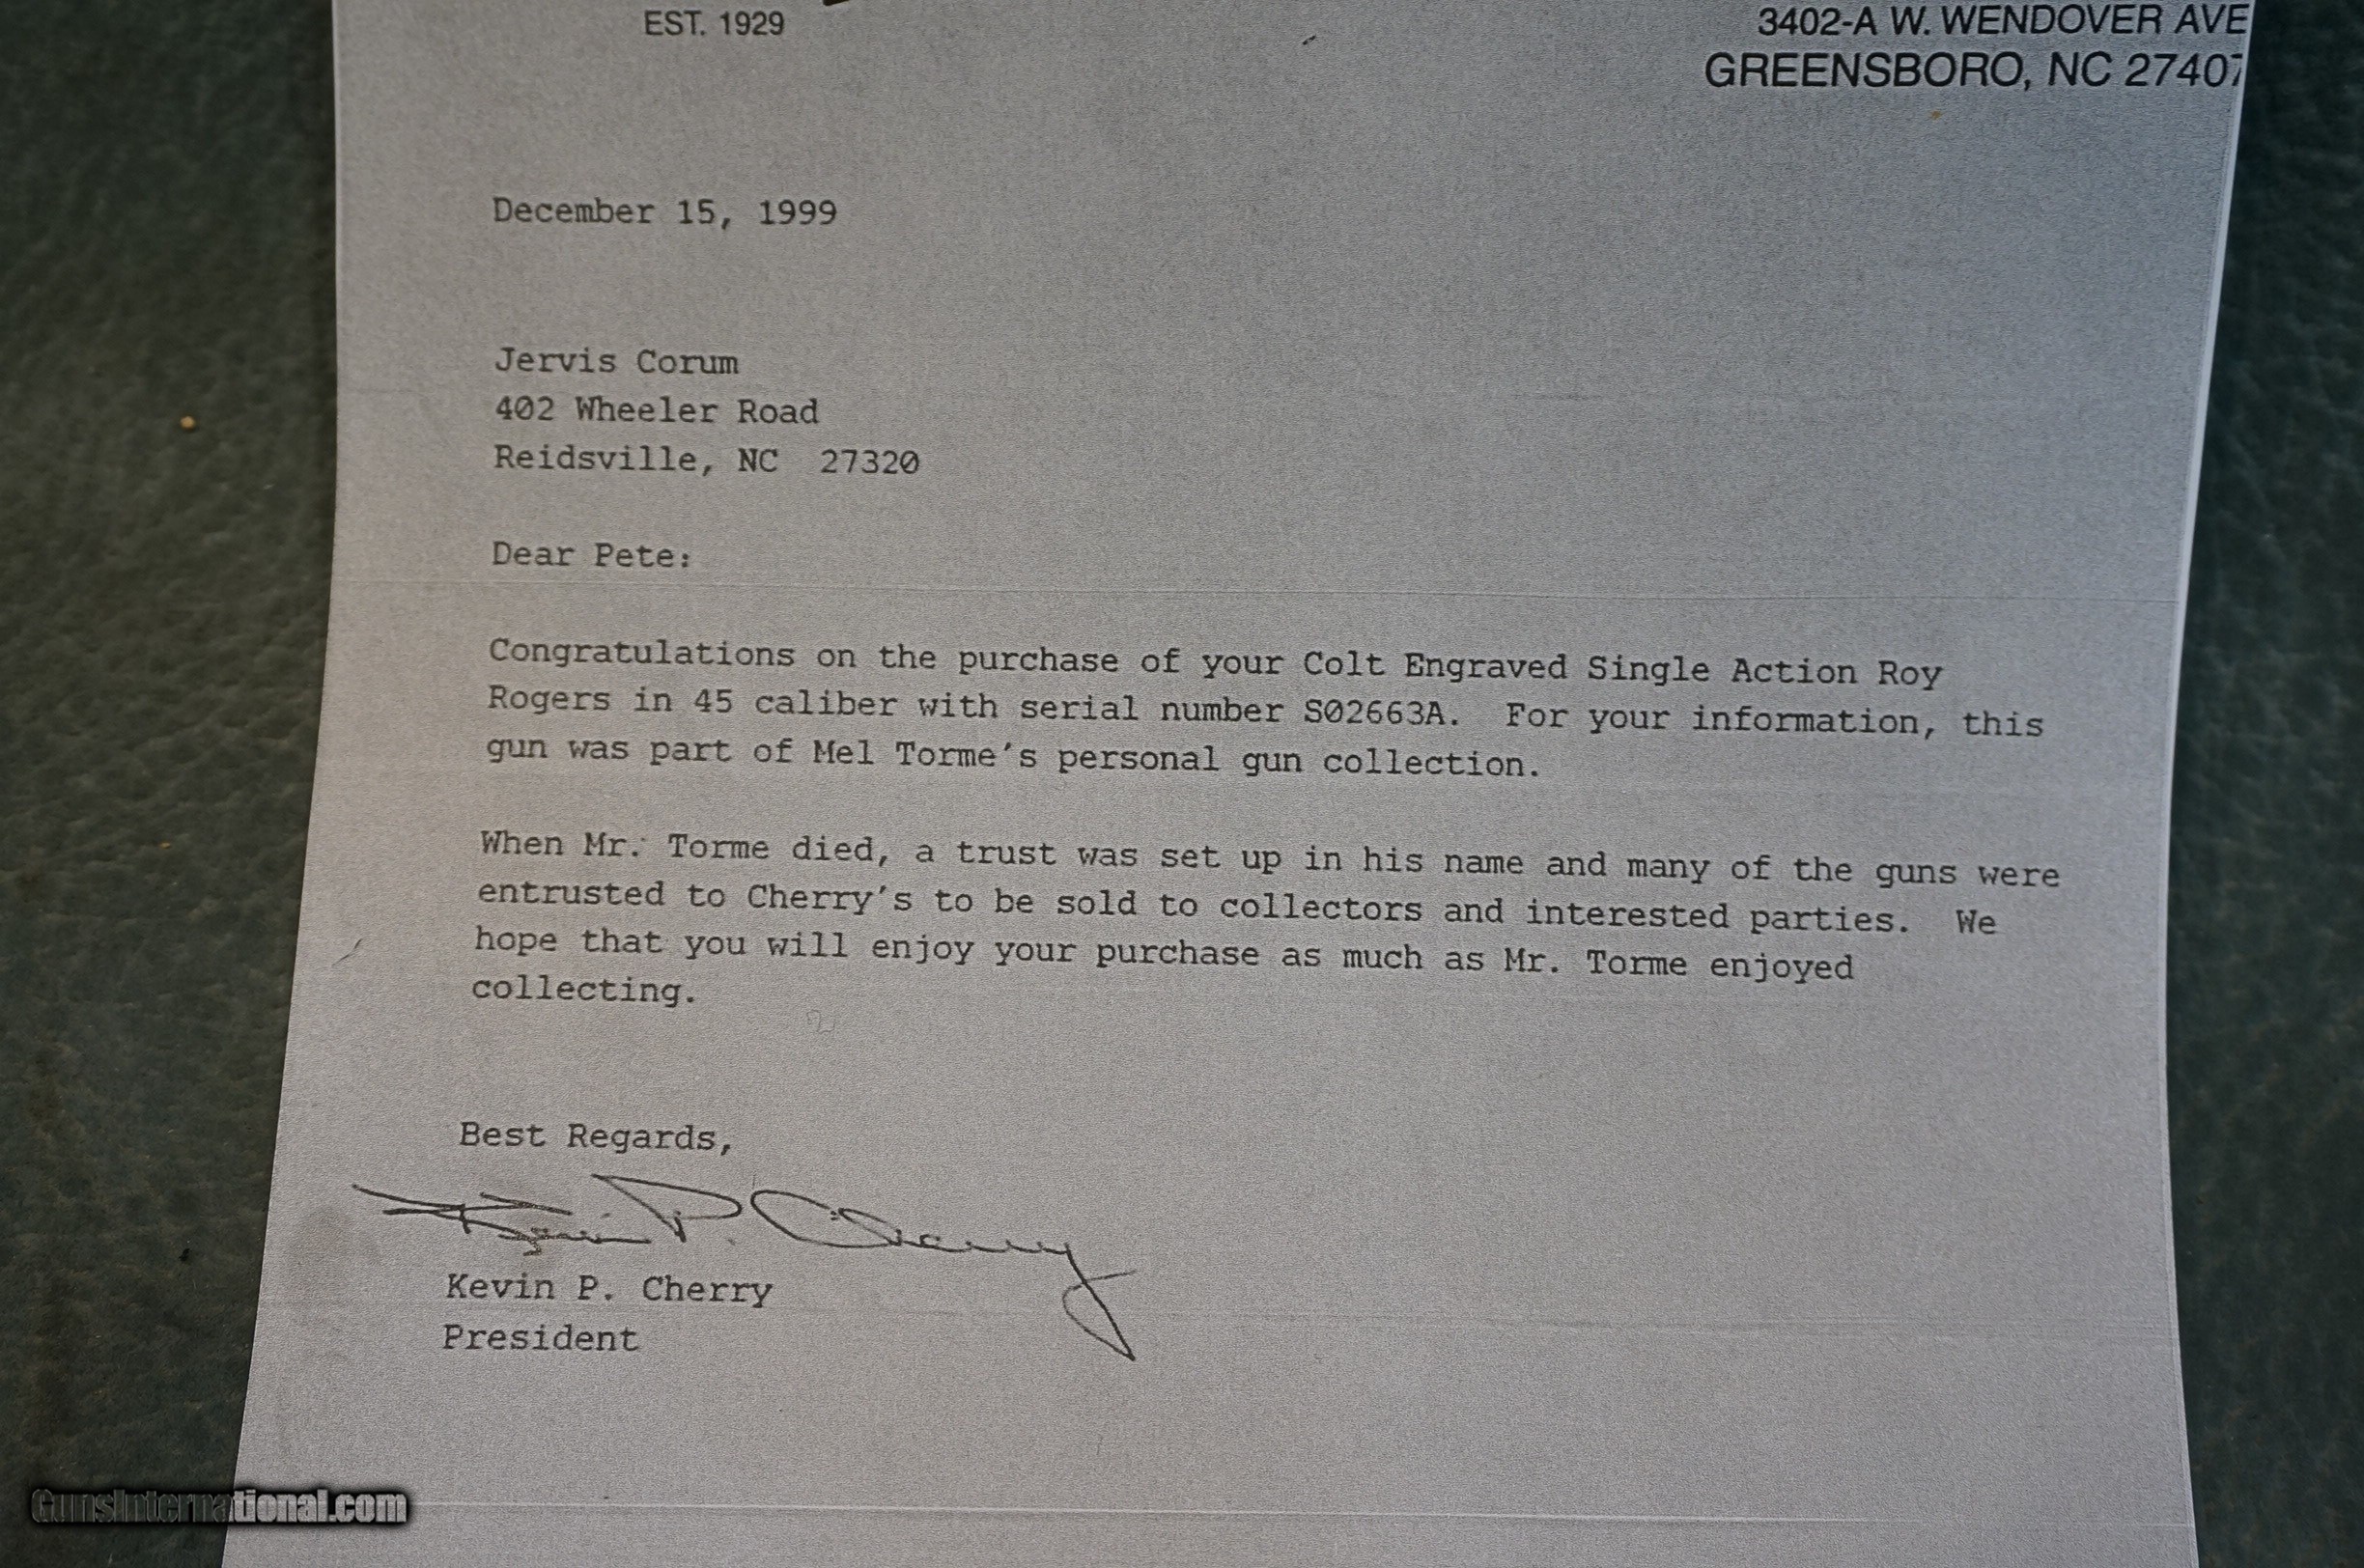 EST. 1929
3402-A W. WENDOVER AVE
GREENSBORO, NC 27407
December 15, 1999
Jervis Corum
402 Wheeler Road
Reidsville, NC  27320
Dear Pete:
Congratulations on the purchase of your Colt Engraved Single Action Roy
Rogers in 45 caliber with serial number S02663A.  For your information, this
gun was part of Mel Torme's personal gun collection.
When Mr. Torme died, a trust was set up in his name and many of the guns were
entrusted to Cherry's to be sold to collectors and interested parties.  We
hope that you will enjoy your purchase as much as Mr. Torme enjoyed
collecting.
Best Regards,
Kevin P. Cherry
Kevin P. Cherry
President
GunsInternational.com